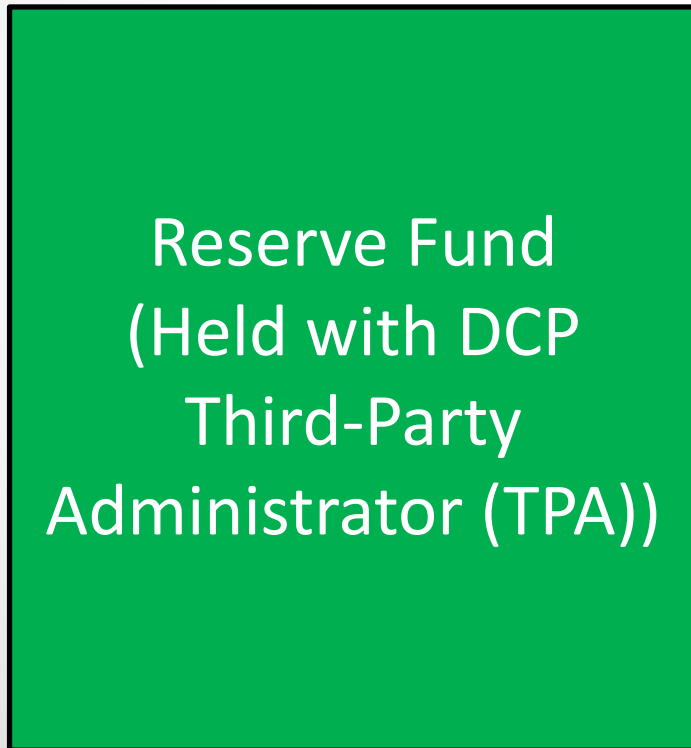 Reserve Fund
(Held with DCP
Third-Party
Administrator (TPA))